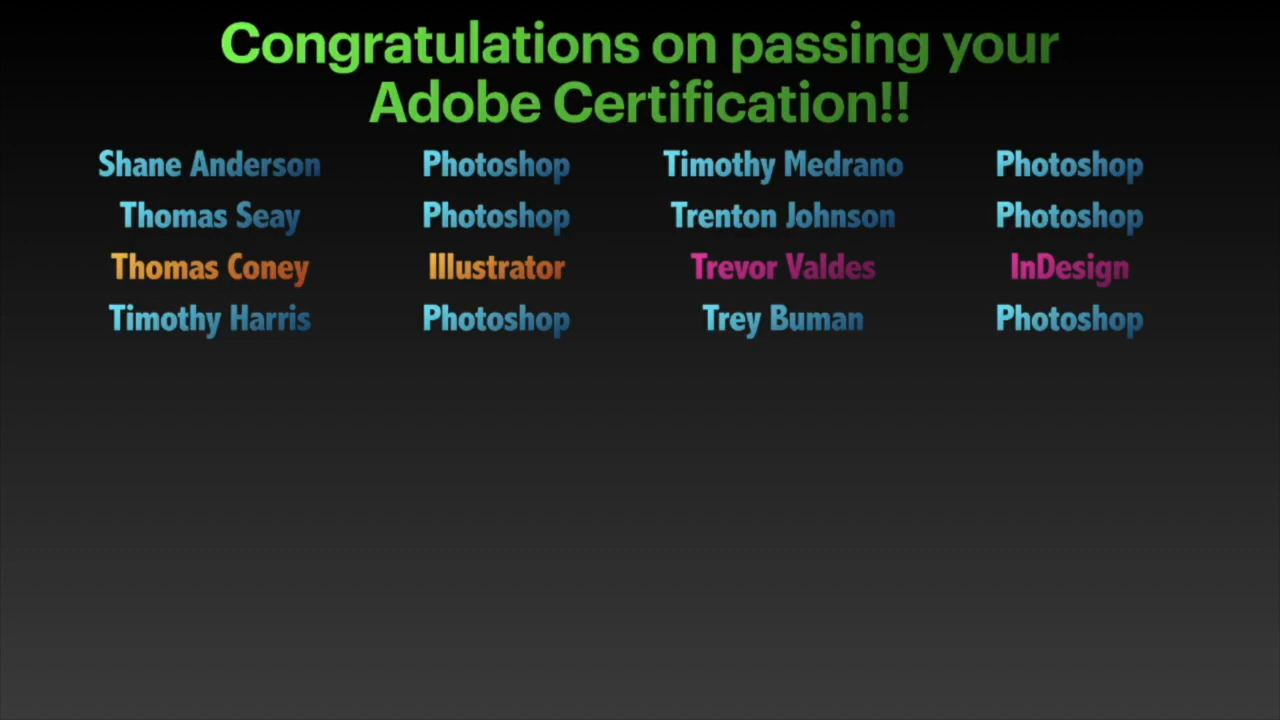 Congratulations on passing your
Adobe Certification!!
Shane Anderson Photoshop Timothy Medrano Photoshop
Thomas Seay Photoshop Trenton Johnson Photoshop
Thomas Coney Illustrator Trevor Valdes InDesign
Timothy Harris Photoshop Trey Buman Photoshop